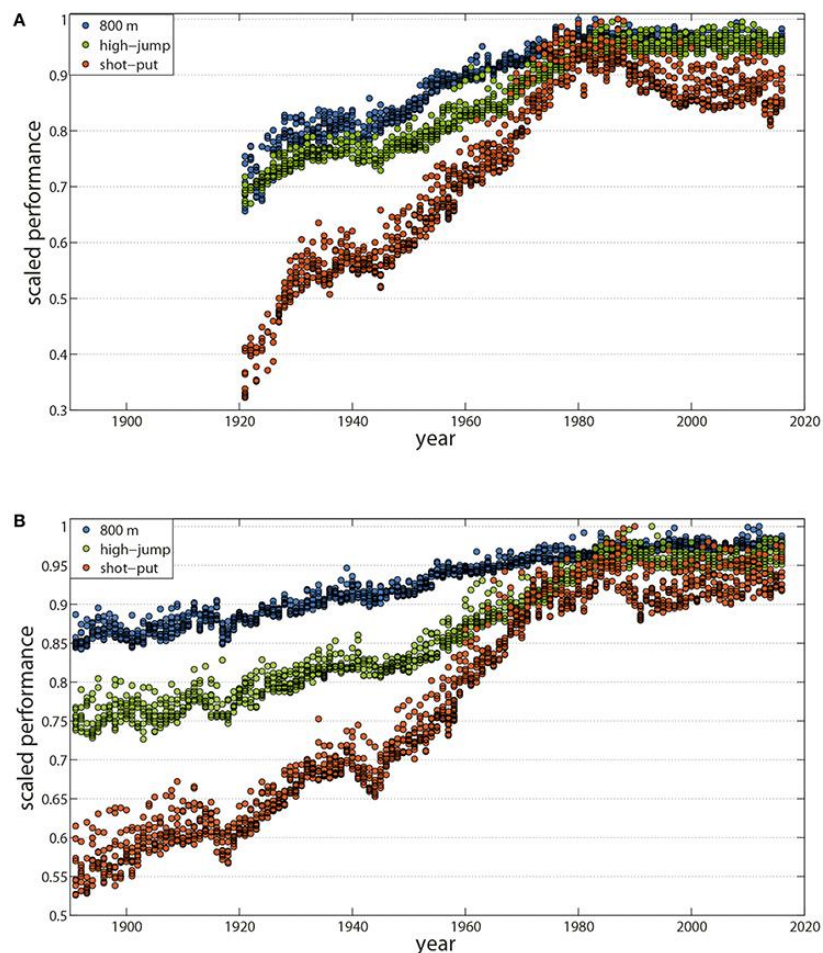 A
800 m
high-jump
shot-put
1
0.9
0.8
0.7
0.6
0.5
0.4
0.3
scaled performance
1900 1920 1940 1960 1980 2000 2020
year
B
800 m
high-jump
shot-put
1
0.95
0.9
0.85
0.8
0.75
0.7
0.65
0.6
0.55
0.5
scaled performance
1900 1920 1940 1960 1980 2000 2020
year